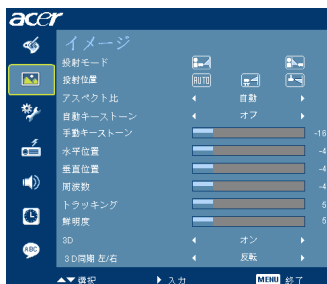 acer
イメージ
投射モード
投射位置 AUTO
アスペクト比 自動
自動キーストーン オフ
手動キーストーン -16
水平位置 -4
垂直位置 -4
周波数 -4
トラッキング 5
鮮明度 5
3D オン
3D同期 左/右 反転
ABC
選択 入力 MENU 終了